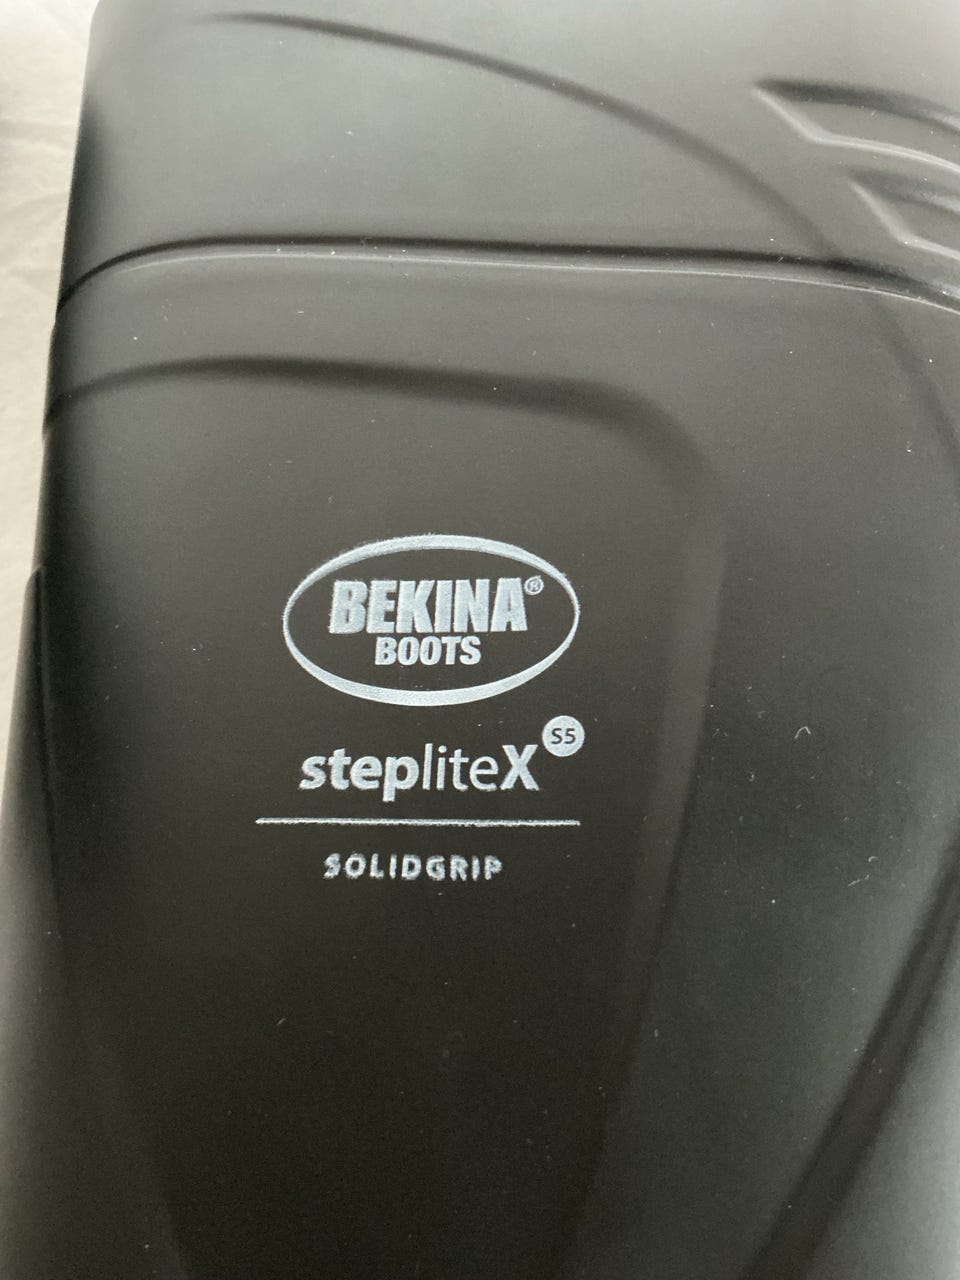 BEKINA®
BOOTS
stepliteX S5
SOLIDGRIP